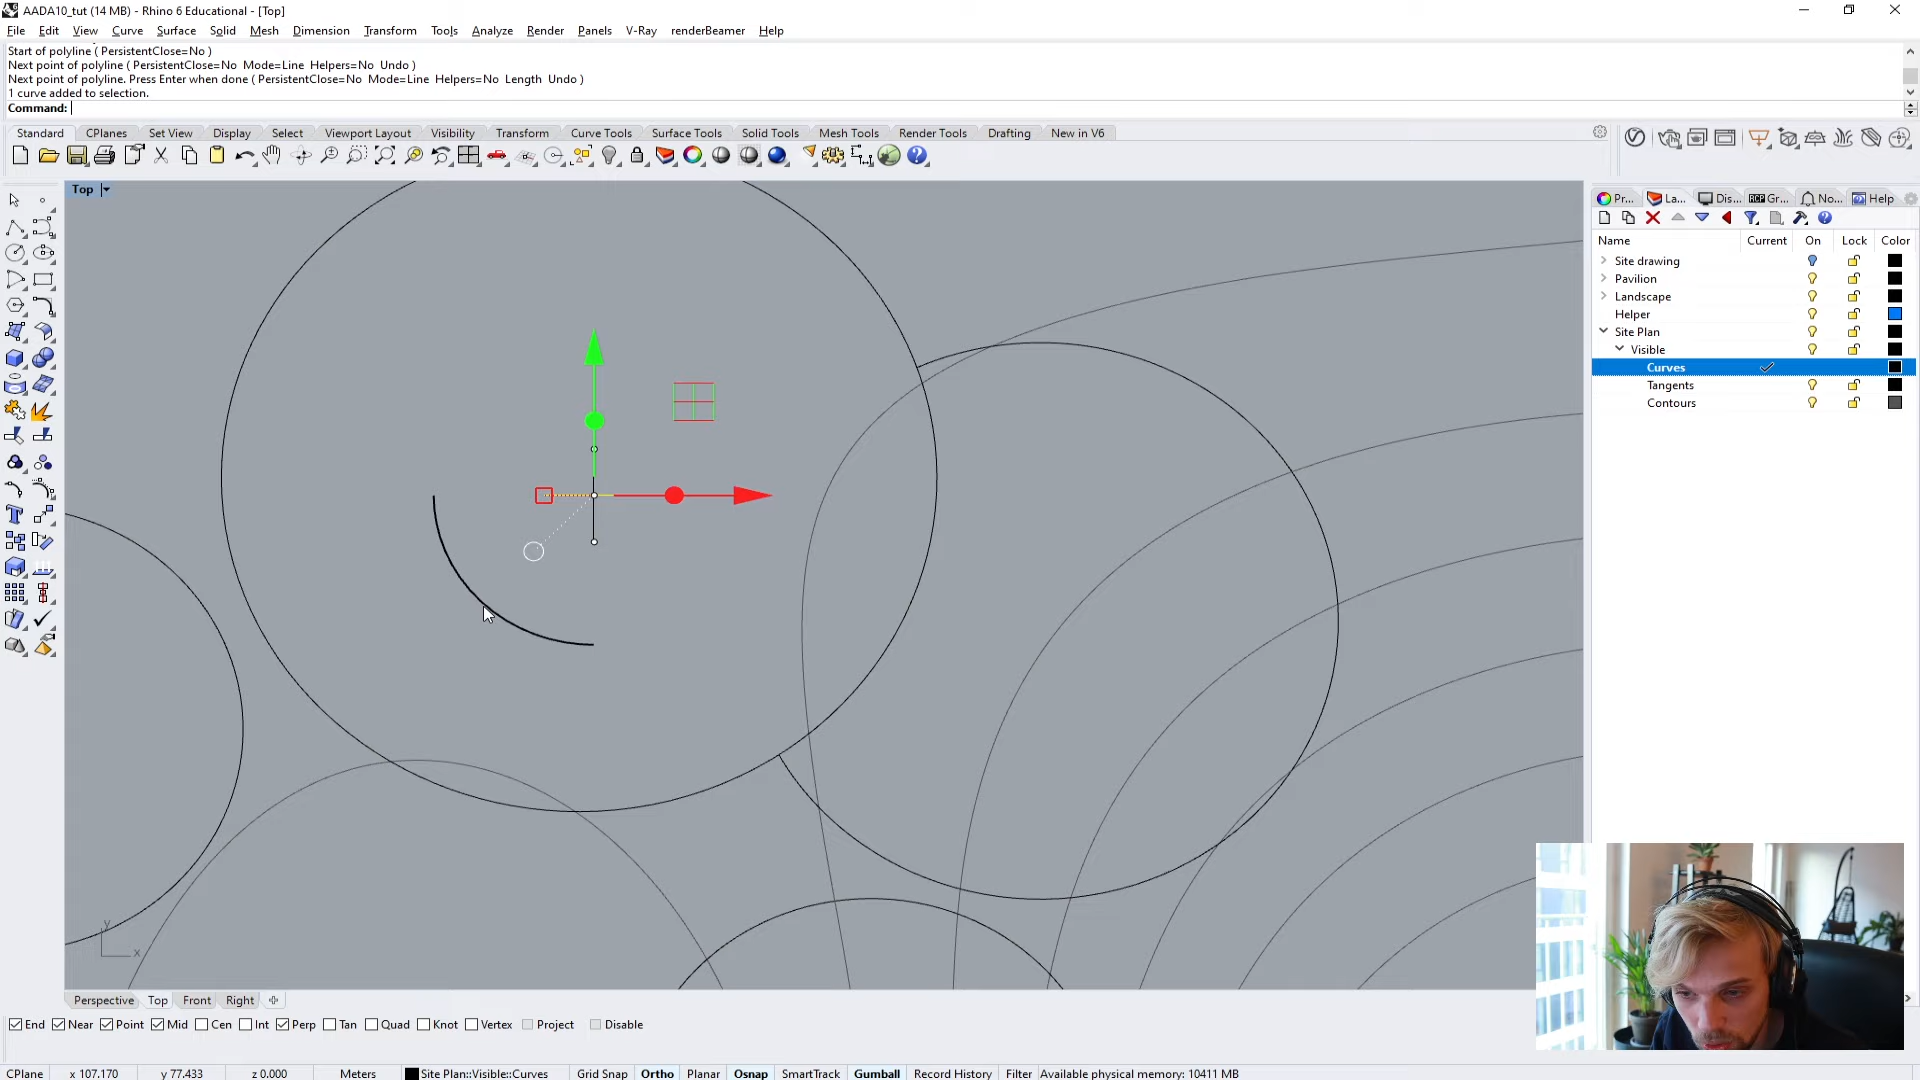 AADA10_tut (14 MB) - Rhino 6 Educational - [Top]
File Edit View Curve Surface Solid Mesh Dimension Transform Tools Analyze Render Panels V-Ray renderBeamer Help
Start of polyline ( PersistentClose=No )
Next point of polyline ( PersistentClose=No Mode=Line Helpers=No Undo )
Next point of polyline. Press Enter when done ( PersistentClose=No Mode=Line Helpers=No Length Undo )
1 curve added to selection.
Command:
Standard CPlanes Set View Display Select Viewport Layout Visibility Transform Curve Tools Surface Tools Solid Tools Mesh Tools Render Tools Drafting New in V6
Top
Pr... La... Dis... RCP Gr... No... Help
Name Current On Lock Color
Site drawing
Pavilion
Landscape
Helper
Site Plan
Visible
Curves
Tangents
Contours
y
x
Perspective Top Front Right
End Near Point Mid Cen Int Perp Tan Quad Knot Vertex Project Disable
CPlane x 107.170 y 77.433 z 0.000 Meters Site Plan::Visible::Curves Grid Snap Ortho Planar Osnap SmartTrack Gumball Record History Filter Available physical memory: 10411 MB